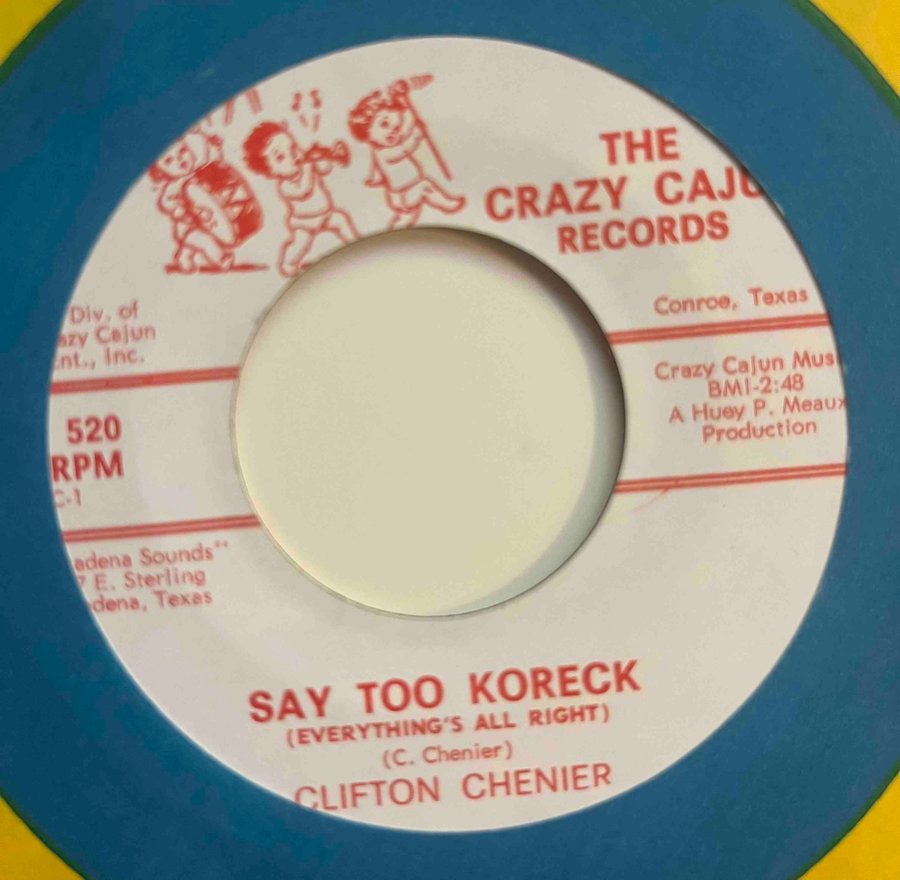 THE
CRAZY CAJU
RECORDS
Conroe, Texas
Div. of
azy Cajun
nt., Inc.
Crazy Cajun Mus
BMI-2:48
A Huey P. Meaux
Production
520
RPM
C-1
adena Sounds"
7 E. Sterling
dena, Texas
SAY TOO KORECK
(EVERYTHING'S ALL RIGHT)
(C. Chenier)
CLIFTON CHENIER